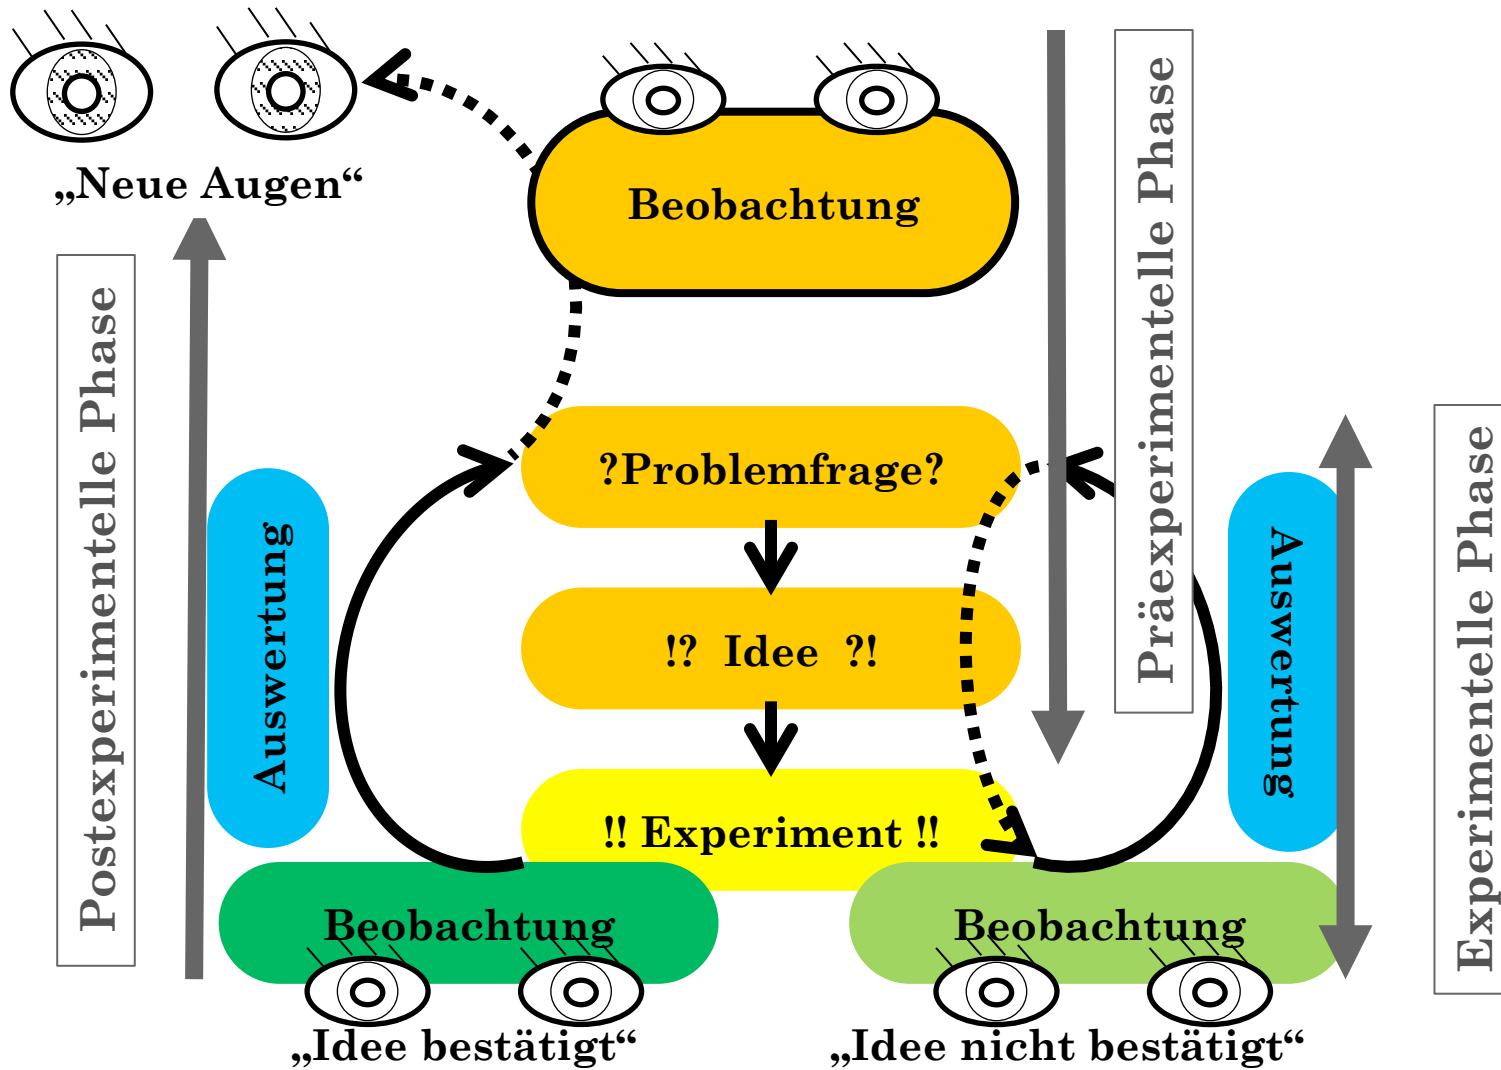 „Neue Augen“
Beobachtung
Präexperimentelle Phase
Postexperimentelle Phase
Experimentelle Phase
?Problemfrage?
Auswertung
Auswertung
!? Idee ?!
!! Experiment !!
Beobachtung
Beobachtung
„Idee bestätigt“
„Idee nicht bestätigt“